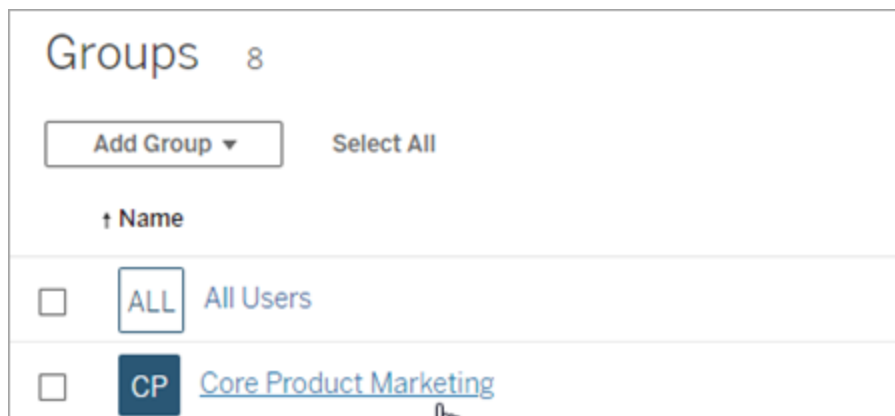 Groups 8
Add Group ▾ Select All
↑ Name
ALL All Users
CP Core Product Marketing